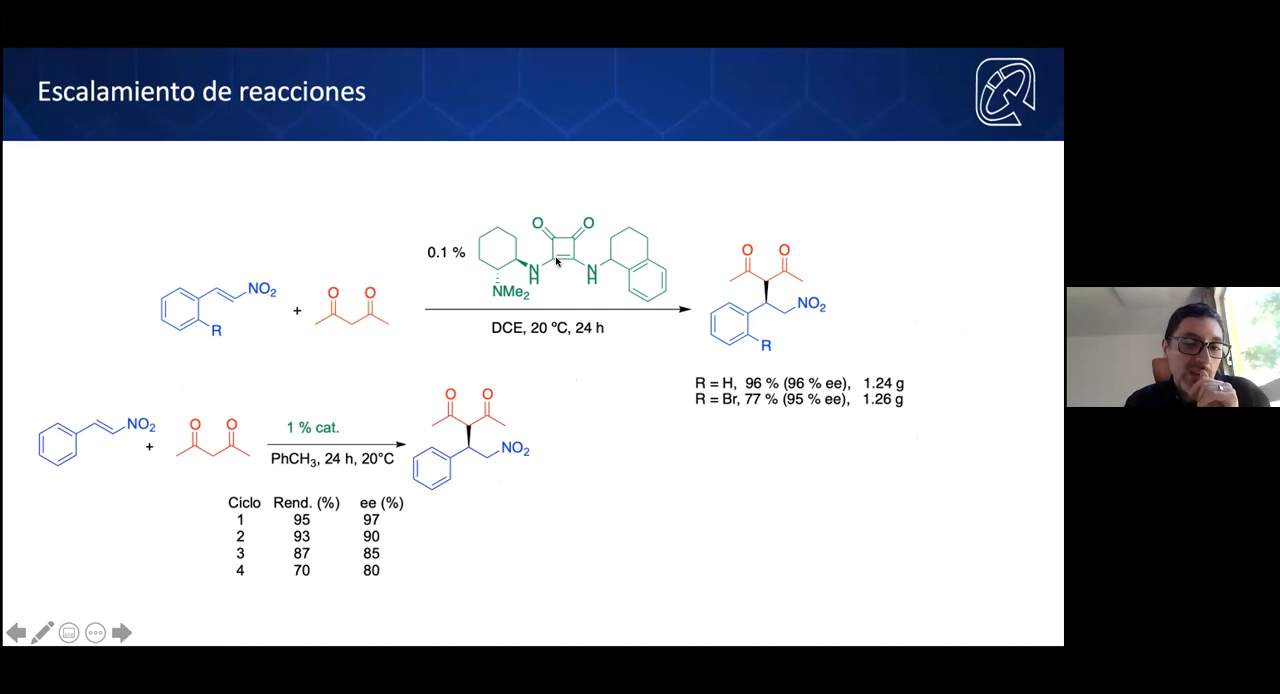 Escalamiento de reacciones
0.1 %
O O
N
H
N
H
NMe2
NO2
R
+
O O
DCE, 20 ºC, 24 h
O O
NO2
R
R = H, 96 % (96 % ee), 1.24 g
R = Br, 77 % (95 % ee), 1.26 g
NO2
+
O O
1 % cat.
PhCH3, 24 h, 20°C
O O
NO2
Ciclo Rend. (%) ee (%)
1 95 97
2 93 90
3 87 85
4 70 80